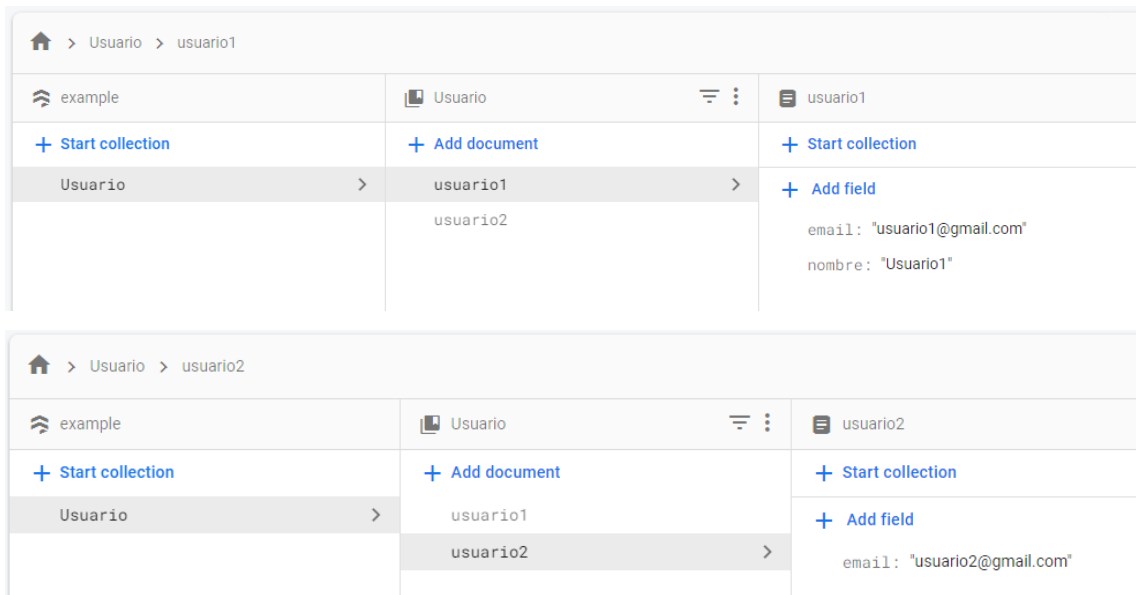 Usuario > usuario1
example Usuario usuario1
+ Start collection + Add document + Start collection
Usuario > usuario1 > + Add field
usuario2
email: "usuario1@gmail.com"
nombre: "Usuario1"
Usuario > usuario2
example Usuario usuario2
+ Start collection + Add document + Start collection
Usuario > usuario1 + Add field
usuario2 >
email: "usuario2@gmail.com"